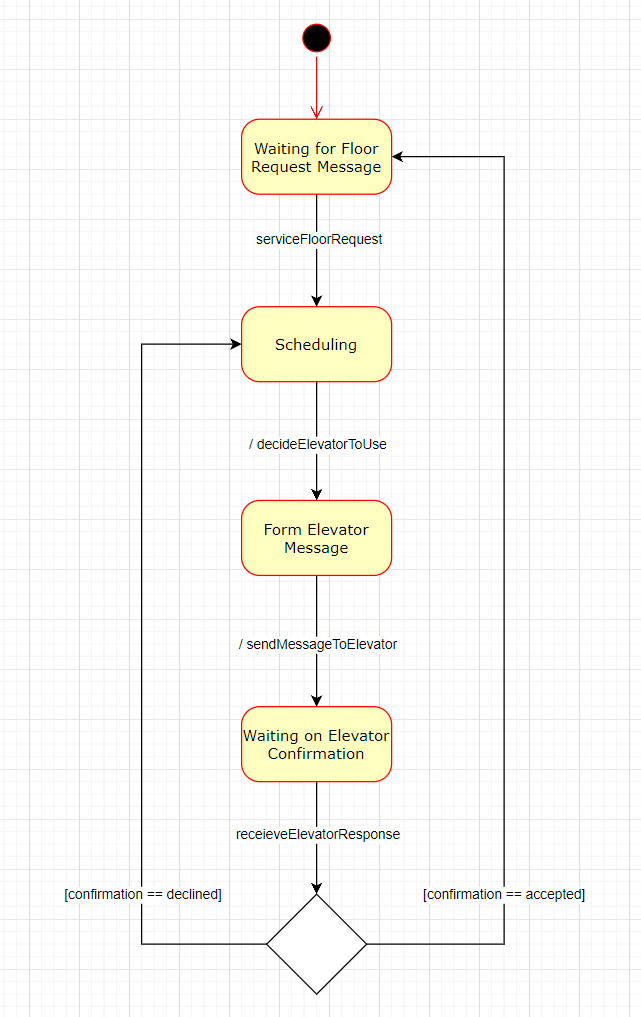 Waiting for Floor
Request Message
serviceFloorRequest
Scheduling
/ decideElevatorToUse
Form Elevator
Message
/ sendMessageToElevator
Waiting on Elevator
Confirmation
receieveElevatorResponse
[confirmation == declined]
[confirmation == accepted]